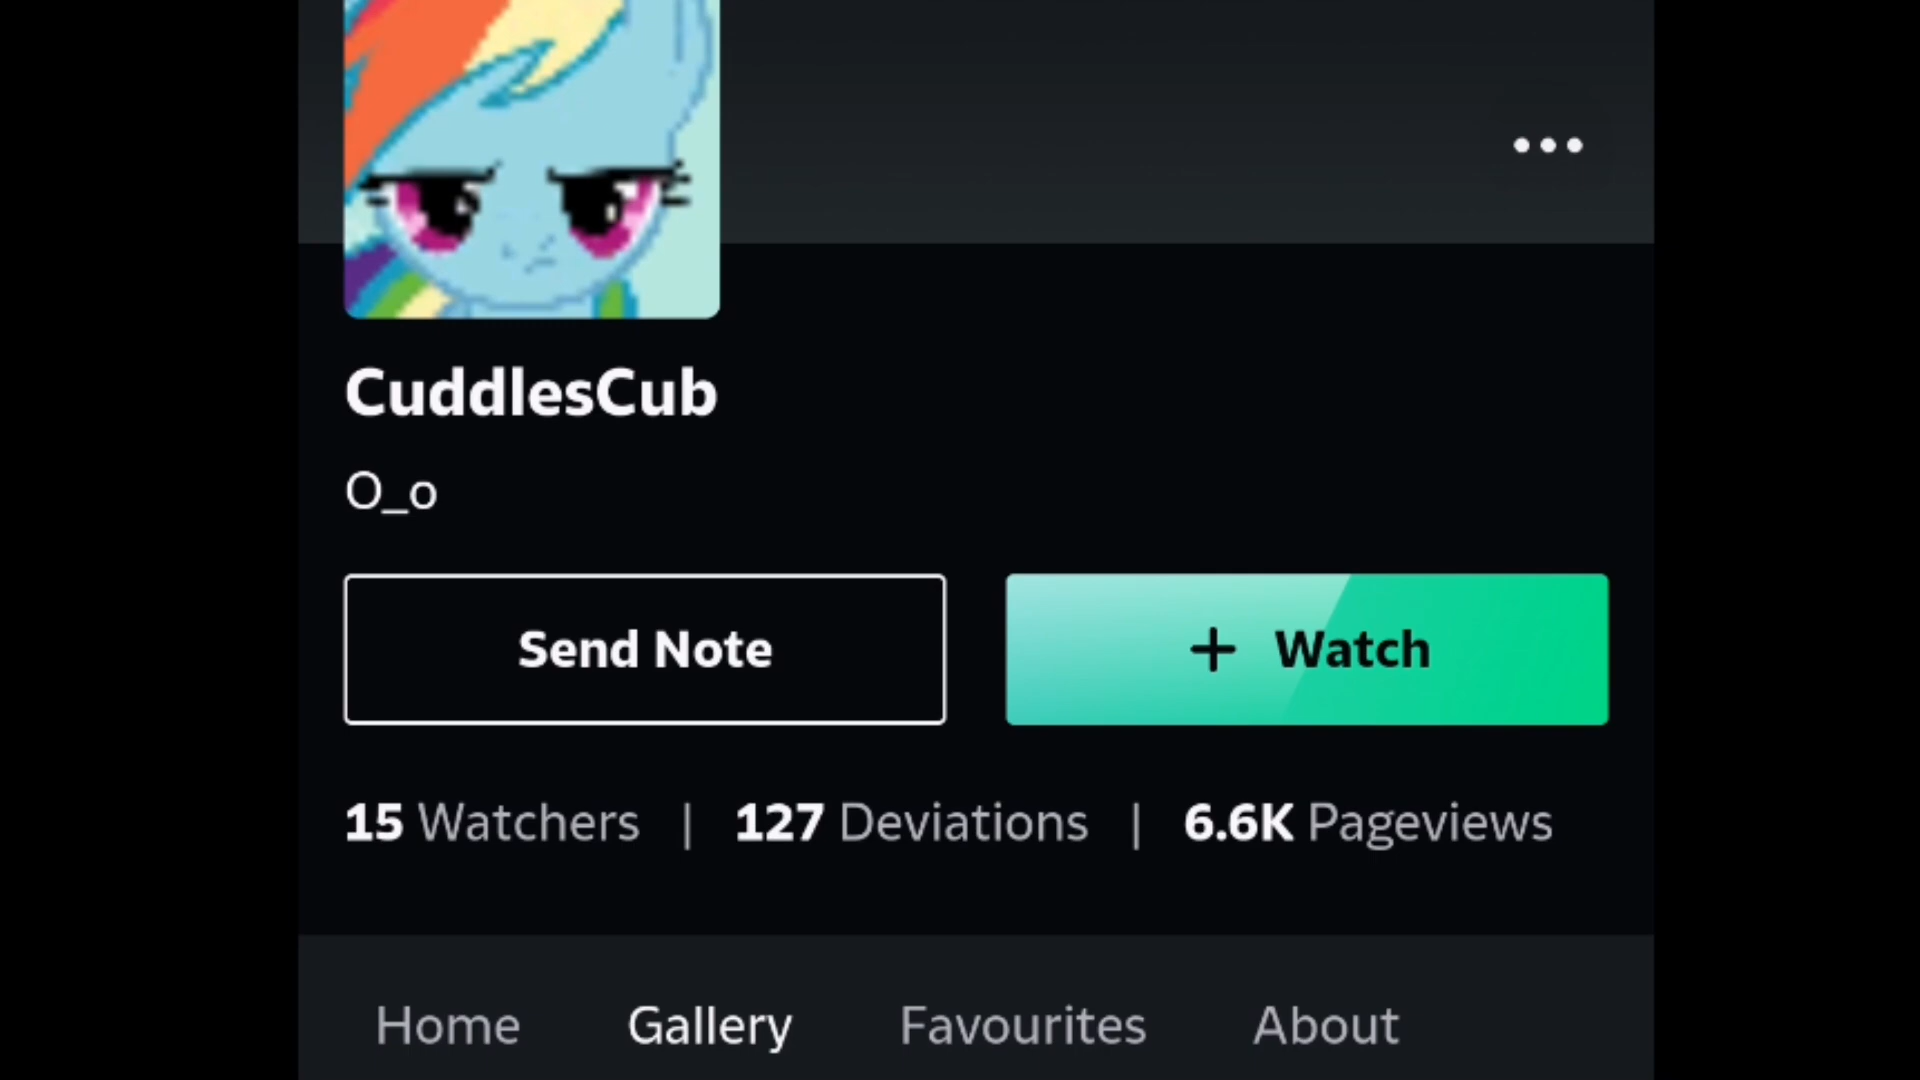 CuddlesCub
O_o
Send Note
+ Watch
15 Watchers | 127 Deviations | 6.6K Pageviews
Home Gallery Favourites About